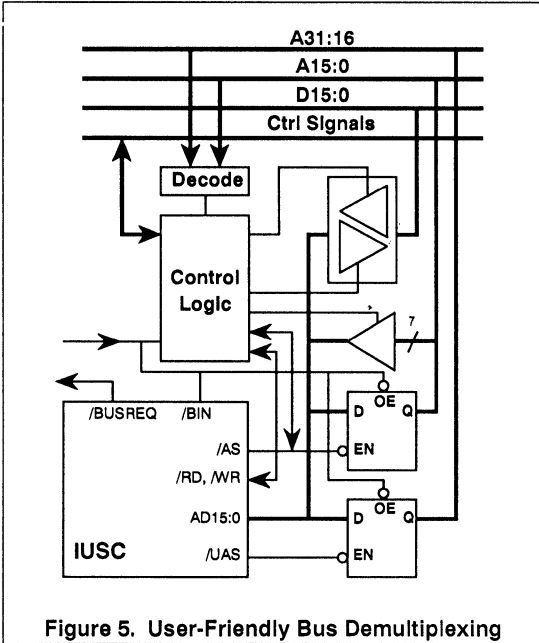 A31:16
A15:0
D15:0
Ctrl Signals
Decode
Control
Logic
7
OE
D Q
EN
/BUSREQ /BIN
/AS
/RD, /WR
AD15:0
/UAS
IUSC
OE
D Q
EN
Figure 5. User-Friendly Bus Demultiplexing